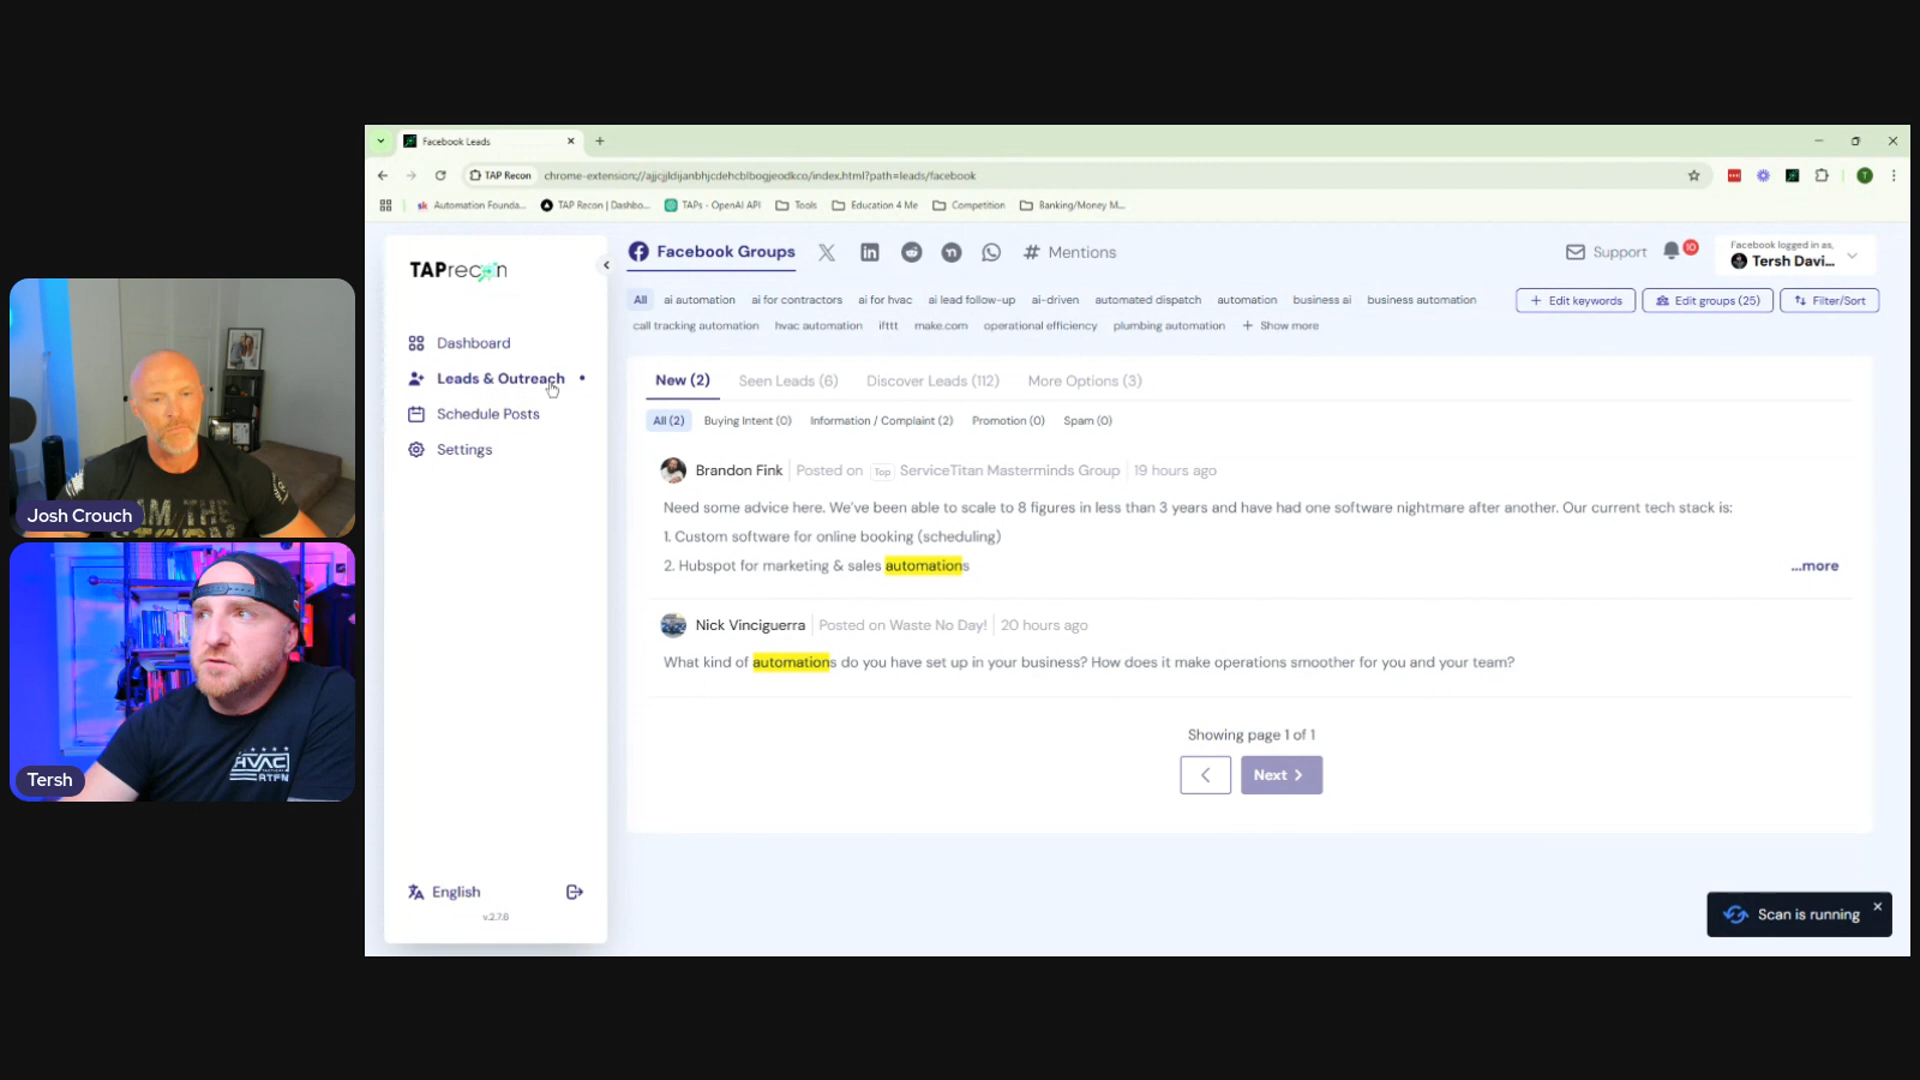 Facebook Leads
TAP Recon
chrome-extension://ajjcjjldijanbhjcdehcblbogjeodkco/index.html?path=leads/facebook
Automation Founda...
TAP Recon | Dashbo...
TAPs - OpenAI API
Tools
Education 4 Me
Competition
Banking/Money M...
TAPrecon
Dashboard
Leads & Outreach
Schedule Posts
Settings
English
v.2.7.6
Facebook Groups
# Mentions
Support
10
Facebook logged in as,
Tersh Davi...
All
ai automation
ai for contractors
ai for hvac
ai lead follow-up
ai-driven
automated dispatch
automation
business ai
business automation
call tracking automation
hvac automation
ifttt
make.com
operational efficiency
plumbing automation
+ Show more
+ Edit keywords
Edit groups (25)
Filter/Sort
New (2)
Seen Leads (6)
Discover Leads (112)
More Options (3)
All (2)
Buying Intent (0)
Information / Complaint (2)
Promotion (0)
Spam (0)
Brandon Fink
Posted on Top ServiceTitan Masterminds Group
19 hours ago
Need some advice here. We've been able to scale to 8 figures in less than 3 years and have had one software nightmare after another. Our current tech stack is:
1. Custom software for online booking (scheduling)
2. Hubspot for marketing & sales automations
...more
Nick Vinciguerra
Posted on Waste No Day!
20 hours ago
What kind of automations do you have set up in your business? How does it make operations smoother for you and your team?
Showing page 1 of 1
Next
Scan is running
Josh Crouch
Tersh
HVAC
RTFM